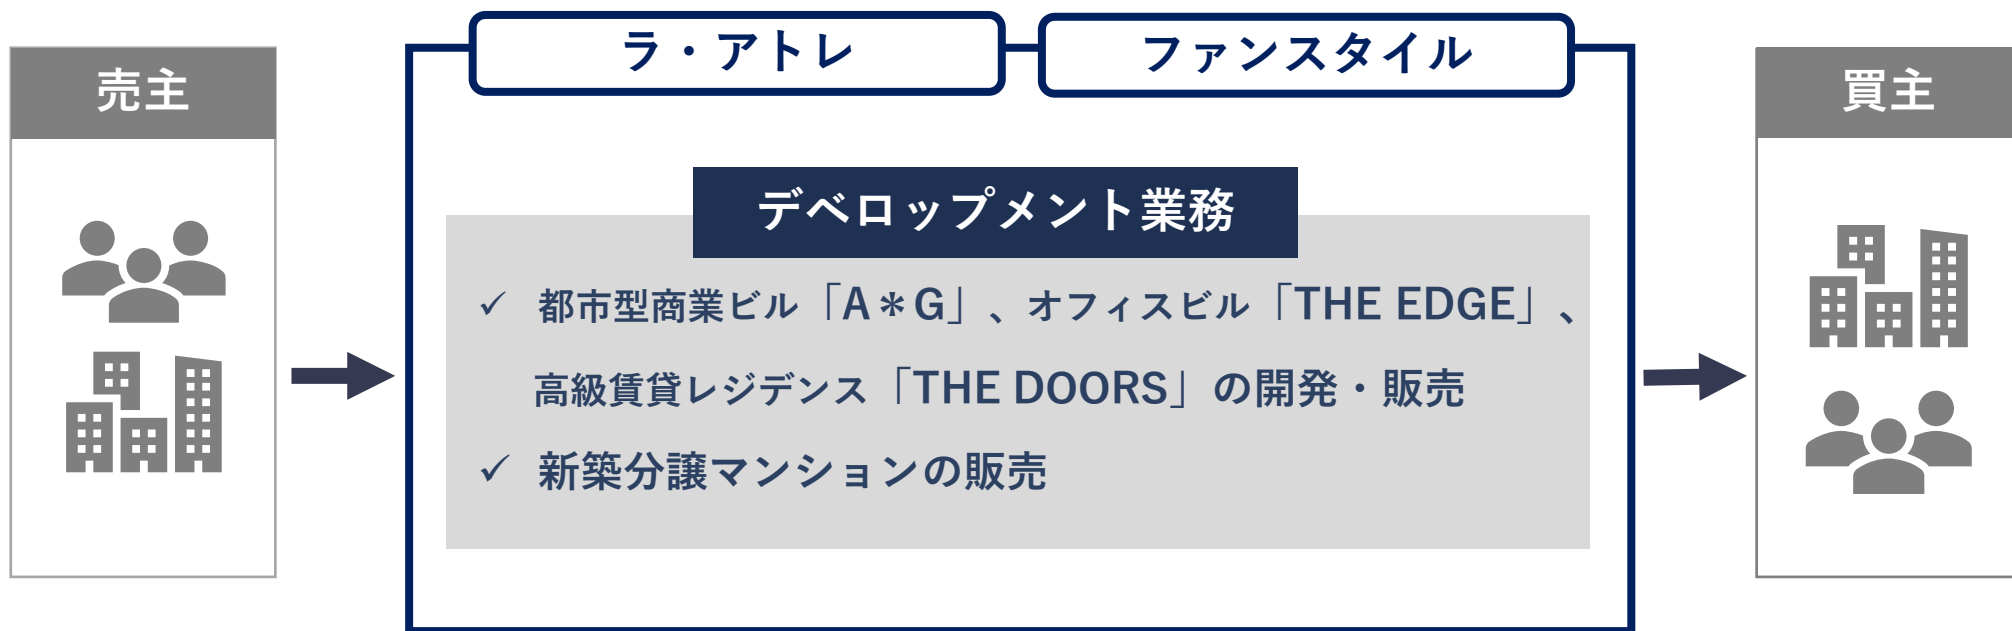 売主
ラ・アトレ
ファンスタイル
買主
デベロップメント業務
✓ 都市型商業ビル「A＊G」、オフィスビル「THE EDGE」、
高級賃貸レジデンス「THE DOORS」の開発・販売
✓ 新築分譲マンションの販売